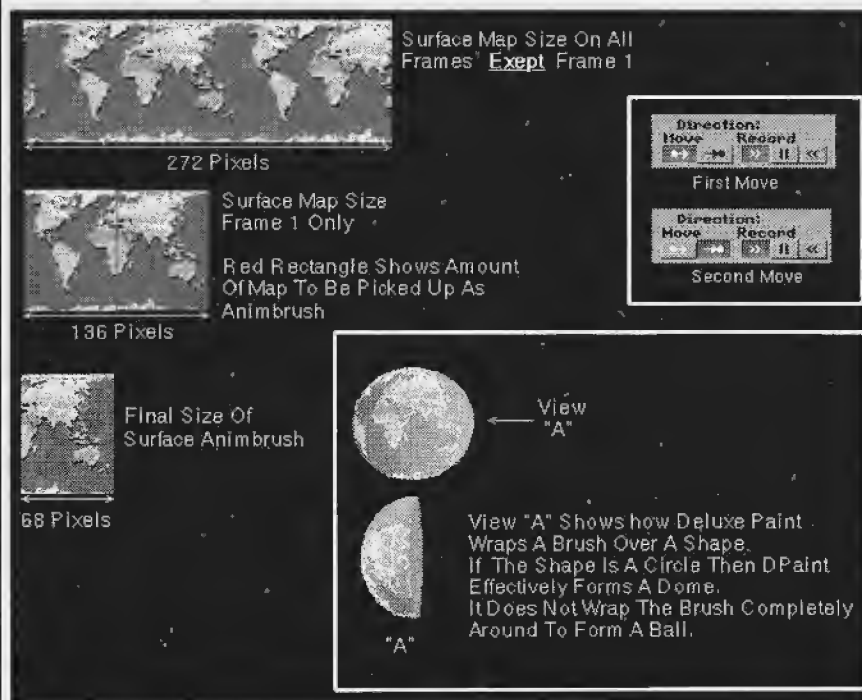 Surface Map Size On All
Frames" Exept Frame 1
272 Pixels
Surface Map Size
Frame 1 Only
Red Rectangle Shows Amount
Of Map To Be Picked Up As
Animbrush
136 Pixels
Final Size Of
Surface Animbrush
68 Pixels
Direction:
Move Record
First Move
Direction:
Move Record
Second Move
View
"A"
View "A" Shows how Deluxe Paint
Wraps A Brush Over A Shape.
If The Shape Is A Circle Then DPaint
Effectively Forms A Dome.
It Does Not Wrap The Brush Completely
Around To Form A Ball.
"A"